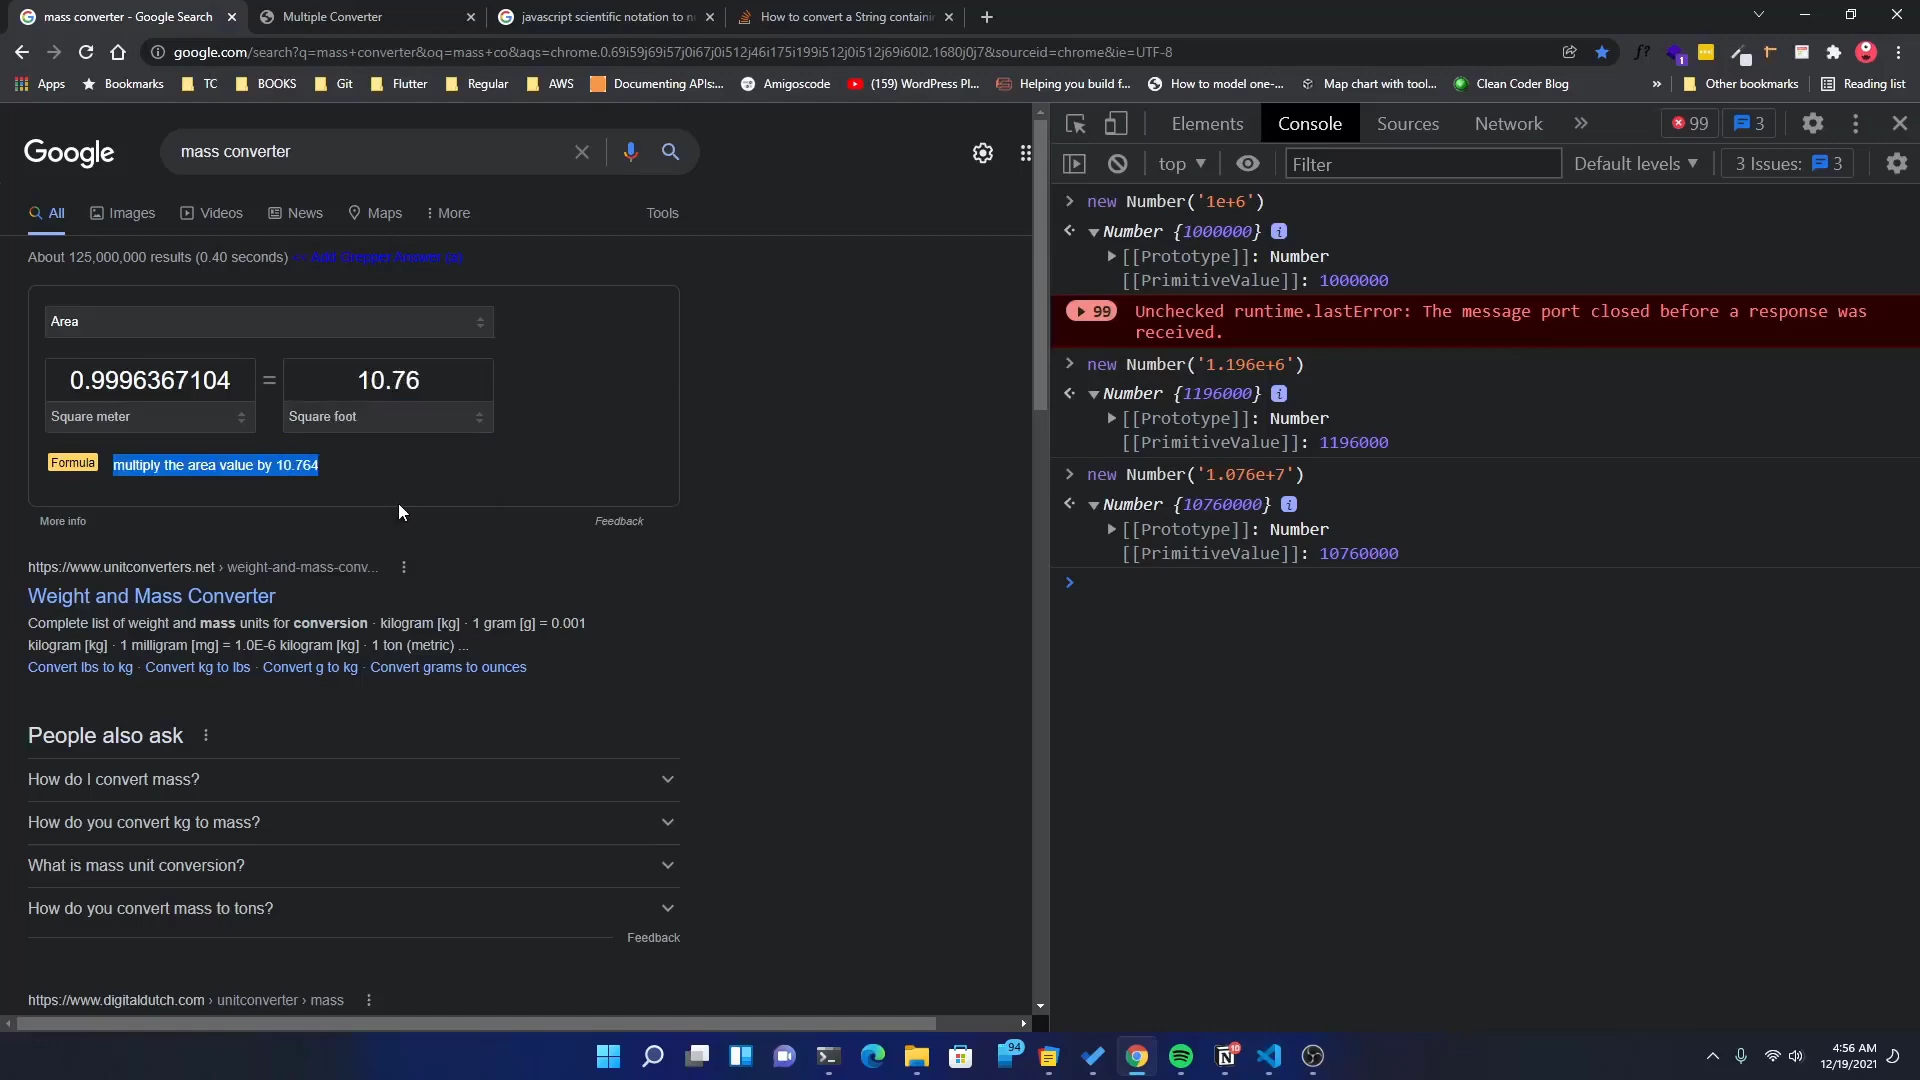 mass converter - Google Search
Multiple Converter
javascript scientific notation to n
How to convert a String containin
google.com/search?q=mass+converter&oq=mass+co&aqs=chrome.0.69i59j69i57j0i67j0i512j46i175i199i512j0i512j69i60l2.1680j0j7&sourceid=chrome&ie=UTF-8
f?
1
Apps
Bookmarks
TC
BOOKS
Git
Flutter
Regular
AWS
Documenting APIs:...
Amigoscode
(159) WordPress Pl...
Helping you build f...
How to model one-...
Map chart with tool...
Clean Coder Blog
»
Other bookmarks
Reading list
Google
mass converter
All
Images
Videos
News
Maps
More
Tools
About 125,000,000 results (0.40 seconds)
Area
0.9996367104 = 10.76
Square meter
Square foot
Formula
multiply the area value by 10.764
More info
Feedback
https://www.unitconverters.net › weight-and-mass-conv...
Weight and Mass Converter
Complete list of weight and mass units for conversion · kilogram [kg] · 1 gram [g] = 0.001
kilogram [kg] · 1 milligram [mg] = 1.0E-6 kilogram [kg] · 1 ton (metric) ...
Convert lbs to kg · Convert kg to lbs · Convert g to kg · Convert grams to ounces
People also ask
How do I convert mass?
How do you convert kg to mass?
What is mass unit conversion?
How do you convert mass to tons?
Feedback
https://www.digitaldutch.com › unitconverter › mass
Elements
Console
Sources
Network
»
99
3
top
Filter
Default levels
3 Issues:
3
new Number('1e+6')
Number {1000000}
[[Prototype]]: Number
[[PrimitiveValue]]: 1000000
99
Unchecked runtime.lastError: The message port closed before a response was
received.
new Number('1.196e+6')
Number {1196000}
[[Prototype]]: Number
[[PrimitiveValue]]: 1196000
new Number('1.076e+7')
Number {10760000}
[[Prototype]]: Number
[[PrimitiveValue]]: 10760000
94
10
4:56 AM
12/19/2021